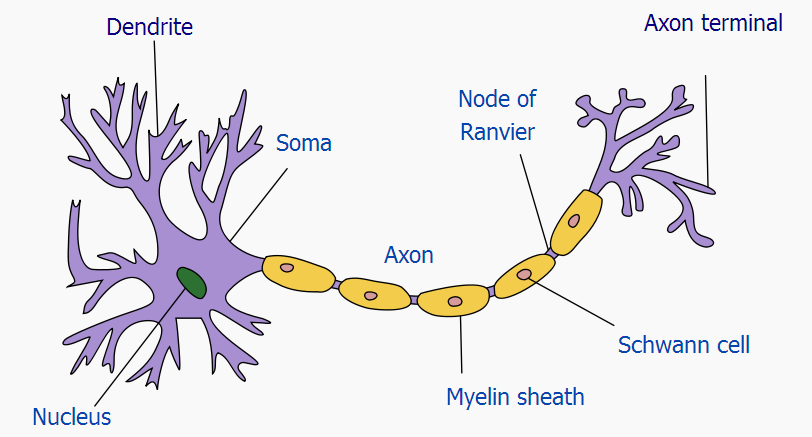 Dendrite
Axon terminal
Node of
Ranvier
Soma
Axon
Schwann cell
Myelin sheath
Nucleus